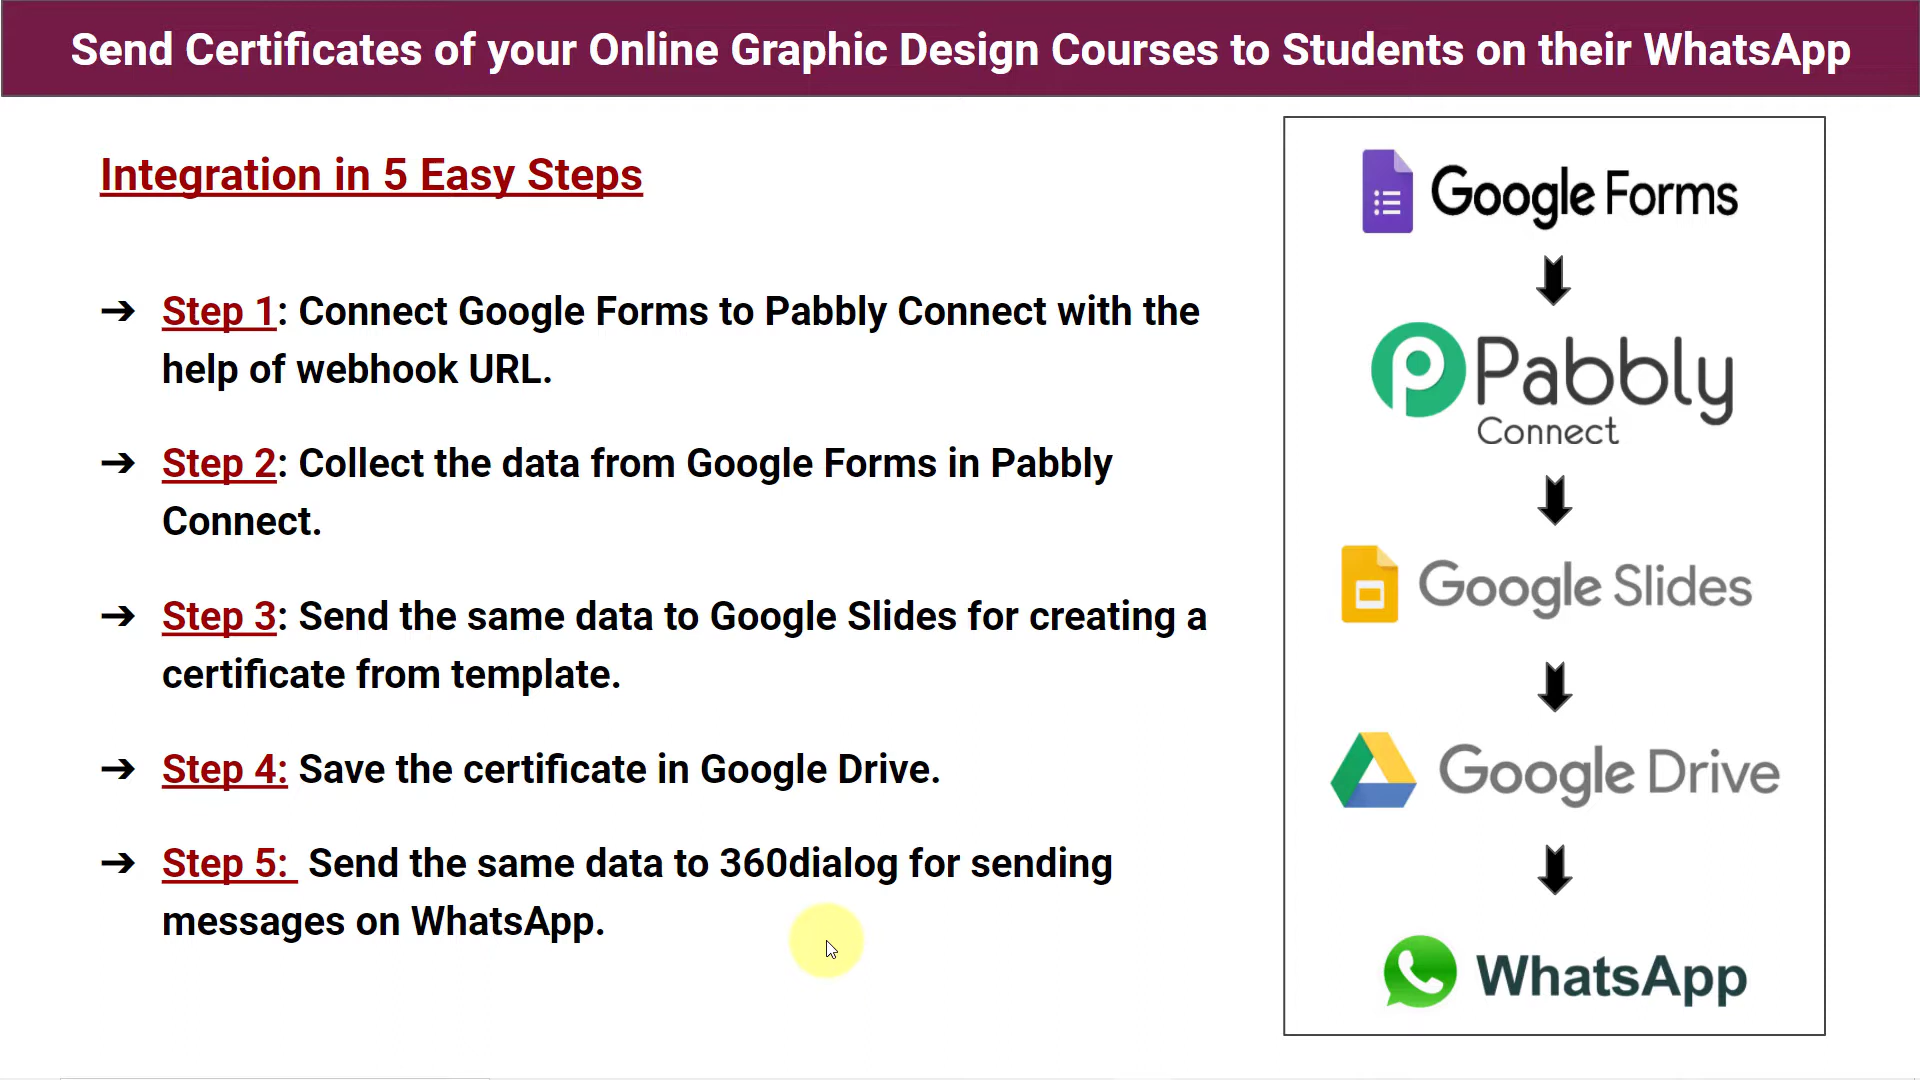 Send Certificates of your Online Graphic Design Courses to Students on their WhatsApp
Integration in 5 Easy Steps
➔ Step 1: Connect Google Forms to Pabbly Connect with the
help of webhook URL.
➔ Step 2: Collect the data from Google Forms in Pabbly
Connect.
➔ Step 3: Send the same data to Google Slides for creating a
certificate from template.
➔ Step 4: Save the certificate in Google Drive.
➔ Step 5: Send the same data to 360dialog for sending
messages on WhatsApp.
Google Forms
Pabbly
Connect
Google Slides
Google Drive
WhatsApp